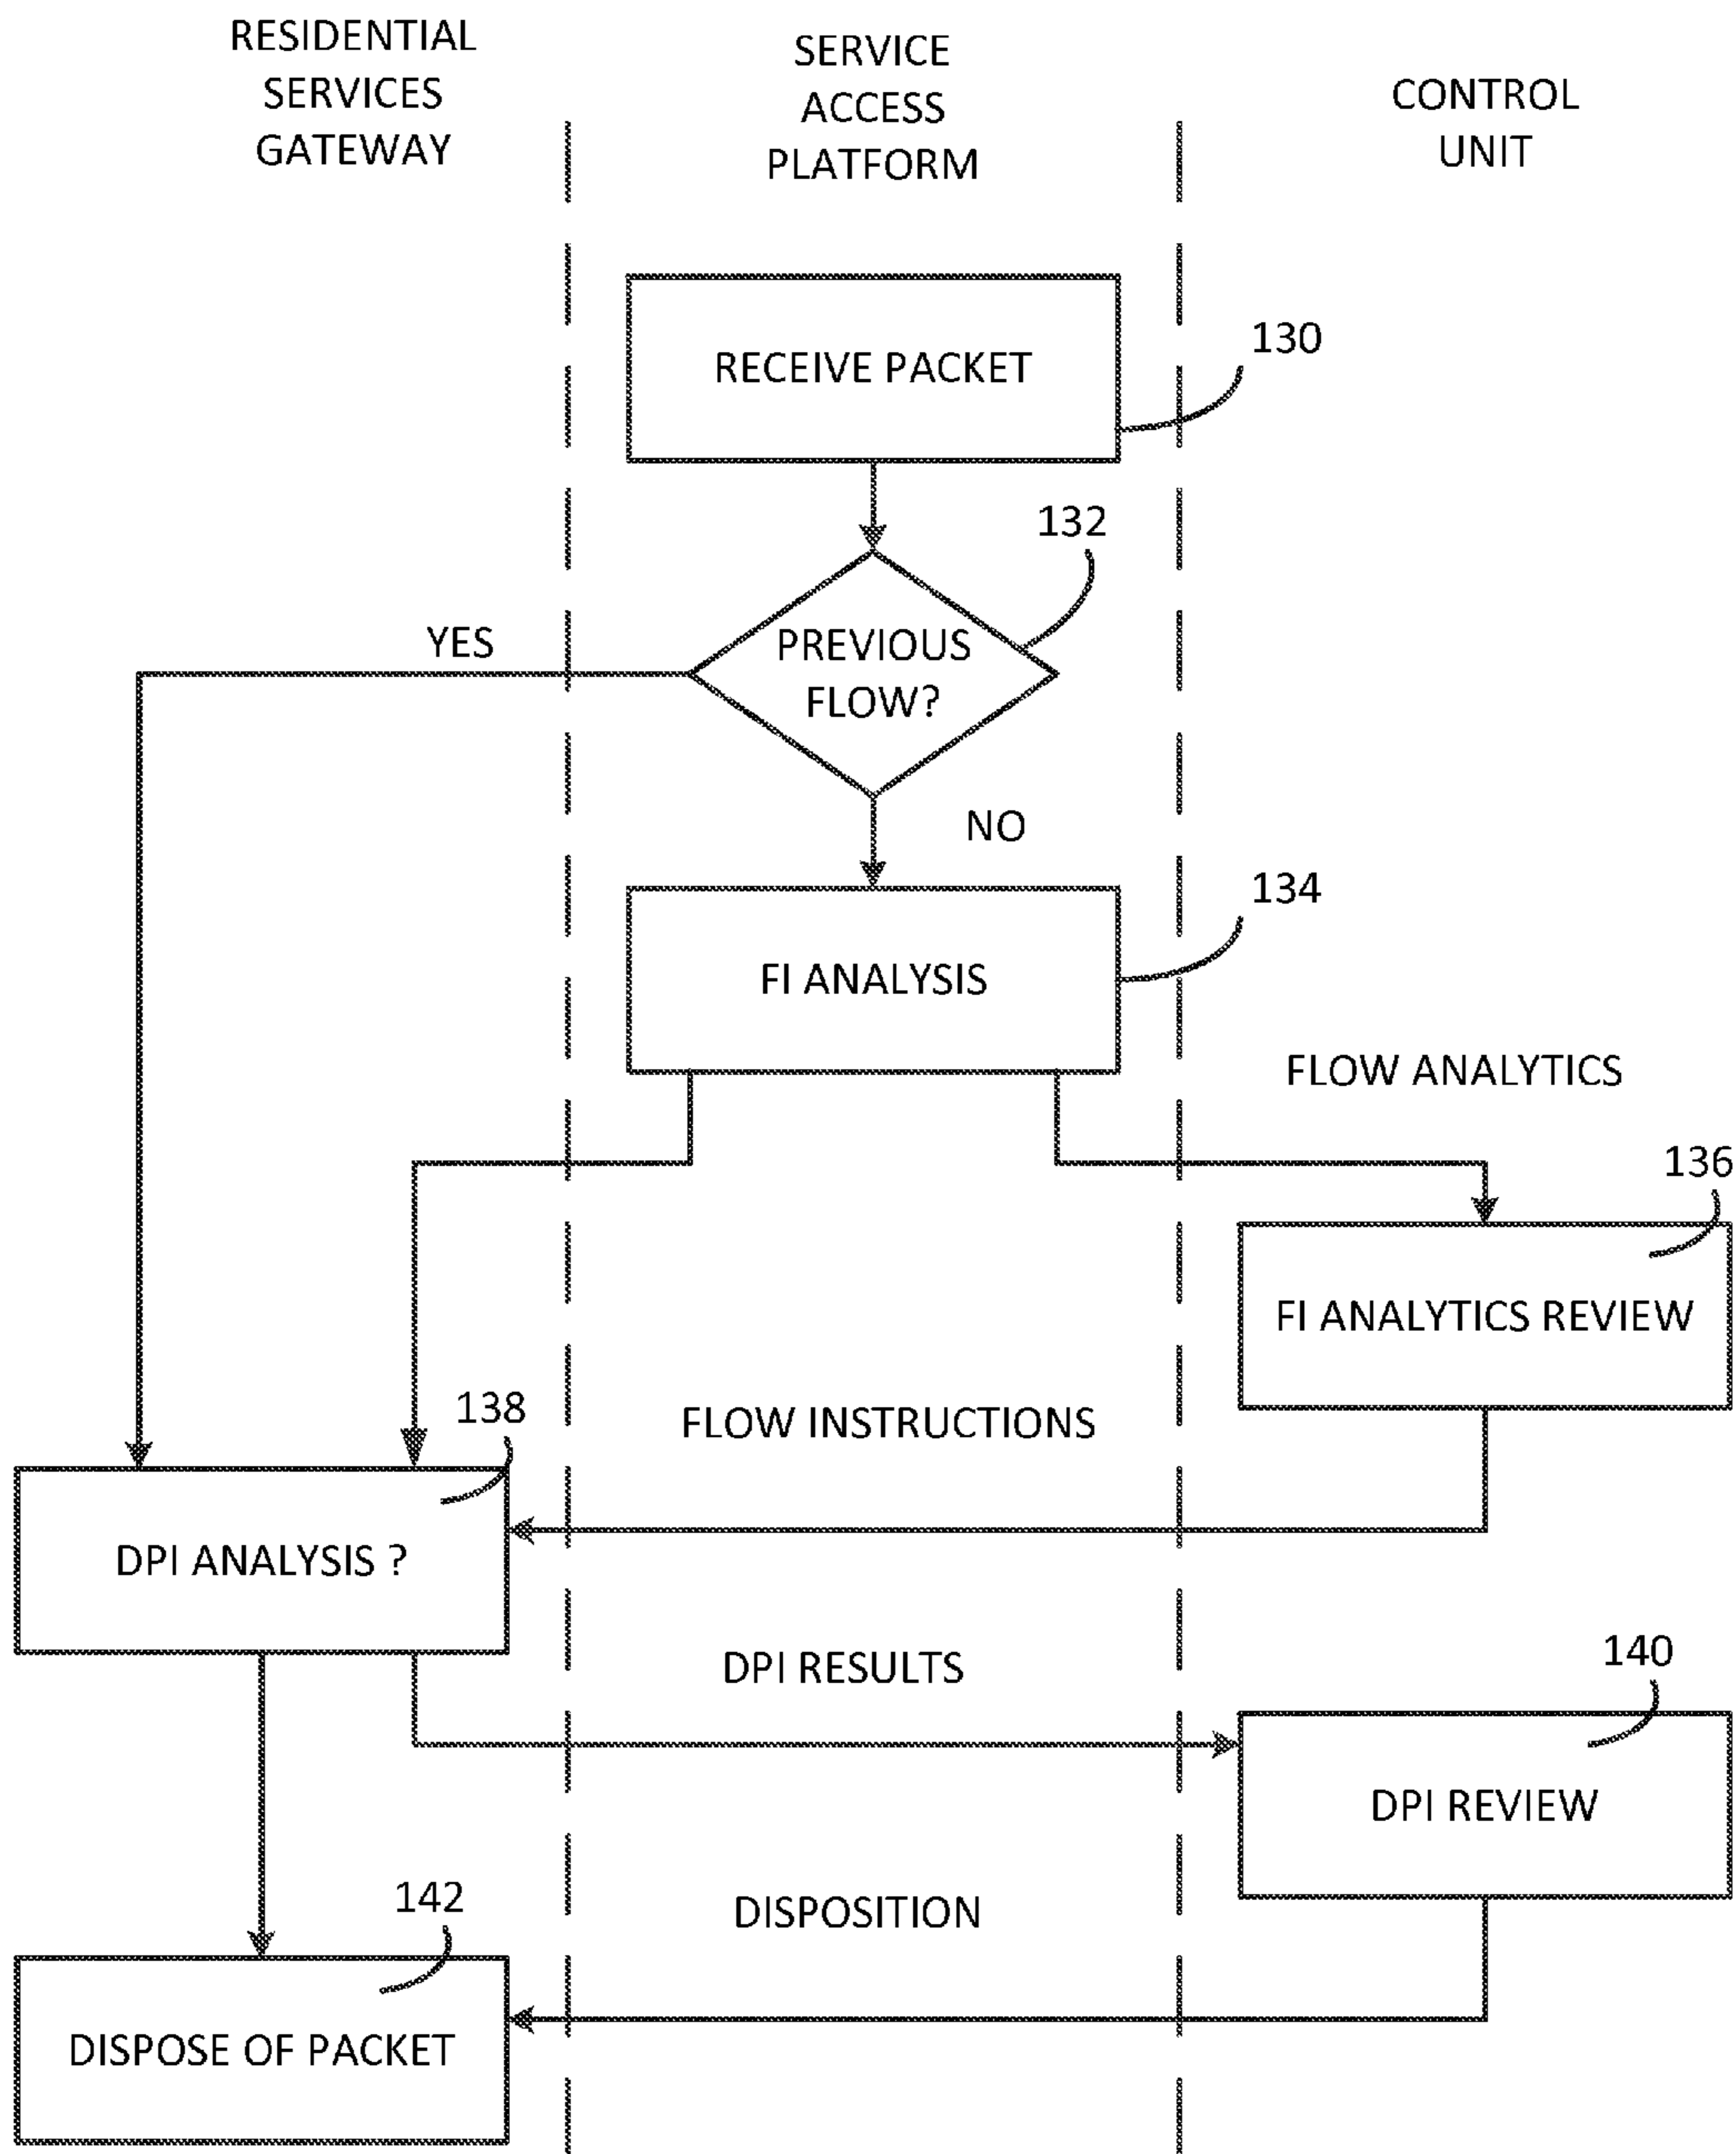 RESIDENTIAL
SERVICES
GATEWAY
SERVICE
ACCESS
PLATFORM
CONTROL
UNIT
RECEIVE PACKET
130
132
YES
PREVIOUS
FLOW?
NO
134
FI ANALYSIS
FLOW ANALYTICS
136
FI ANALYTICS REVIEW
138
FLOW INSTRUCTIONS
DPI ANALYSIS ?
DPI RESULTS
140
DPI REVIEW
142
DISPOSITION
DISPOSE OF PACKET